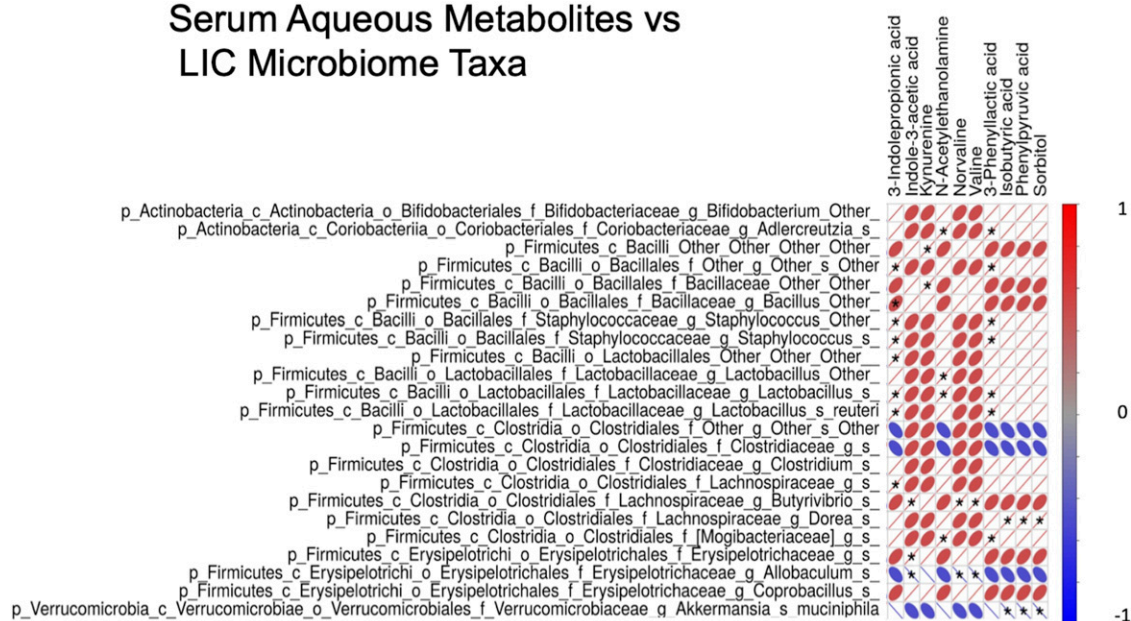 Serum Aqueous Metabolites vs
LIC Microbiome Taxa
3-Indolepropionic acid
Indole-3-acetic acid
Kynurenine
N-Acetylethanolamine
Norvaline
Valine
3-Phenyllactic acid
Isobutyric acid
Phenylpyruvic acid
Sorbitol
p_Actinobacteria_c_Actinobacteria_o_Bifidobacteriales_f_Bifidobacteriaceae_g_Bifidobacterium_Other_
p_Actinobacteria_c_Coriobacteriia_o_Coriobacteriales_f_Coriobacteriaceae_g_Adlercreutzia_s_
p_Firmicutes_c_Bacilli_Other_Other_Other_Other_
p_Firmicutes_c_Bacilli_o_Bacillales_f_Other_g_Other_s_Other
p_Firmicutes_c_Bacilli_o_Bacillales_f_Bacillaceae_Other_Other_
p_Firmicutes_c_Bacilli_o_Bacillales_f_Bacillaceae_g_Bacillus_Other_
p_Firmicutes_c_Bacilli_o_Bacillales_f_Staphylococcaceae_g_Staphylococcus_Other_
p_Firmicutes_c_Bacilli_o_Bacillales_f_Staphylococcaceae_g_Staphylococcus_s_
p_Firmicutes_c_Bacilli_o_Lactobacillales_Other_Other_Other_
p_Firmicutes_c_Bacilli_o_Lactobacillales_f_Lactobacillaceae_g_Lactobacillus_Other_
p_Firmicutes_c_Bacilli_o_Lactobacillales_f_Lactobacillaceae_g_Lactobacillus_s_
p_Firmicutes_c_Bacilli_o_Lactobacillales_f_Lactobacillaceae_g_Lactobacillus_s_reuteri
p_Firmicutes_c_Clostridia_o_Clostridiales_f_Other_g_Other_s_Other
p_Firmicutes_c_Clostridia_o_Clostridiales_f_Clostridiaceae_g_s_
p_Firmicutes_c_Clostridia_o_Clostridiales_f_Clostridiaceae_g_Clostridium_s_
p_Firmicutes_c_Clostridia_o_Clostridiales_f_Lachnospiraceae_g_s_
p_Firmicutes_c_Clostridia_o_Clostridiales_f_Lachnospiraceae_g_Butyrivibrio_s_
p_Firmicutes_c_Clostridia_o_Clostridiales_f_Lachnospiraceae_g_Dorea_s_
p_Firmicutes_c_Clostridia_o_Clostridiales_f_[Mogibacteriaceae]_g_s_
p_Firmicutes_c_Erysipelotrichi_o_Erysipelotrichales_f_Erysipelotrichaceae_g_s_
p_Firmicutes_c_Erysipelotrichi_o_Erysipelotrichales_f_Erysipelotrichaceae_g_Allobaculum_s_
p_Firmicutes_c_Erysipelotrichi_o_Erysipelotrichales_f_Erysipelotrichaceae_g_Coprobacillus_s_
p_Verrucomicrobia_c_Verrucomicrobiae_o_Verrucomicrobiales_f_Verrucomicrobiaceae_g_Akkermansia_s_muciniphila
1
0
-1